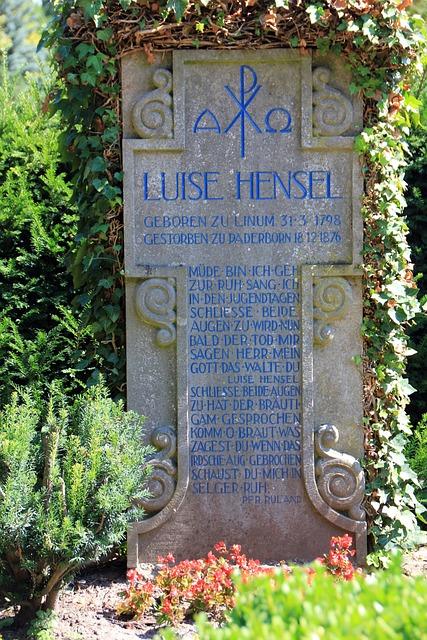 Α ☧ Ω
LUISE HENSEL
GEBOREN ZU LINUM 31·3·1798
GESTORBEN ZU PADERBORN 18·12·1876
MÜDE·BIN·ICH·GEH
ZUR·RUH·SANG·ICH
IN·DEN·JUGENDTAGEN
SCHLIESSE·BEIDE
AUGEN·ZU·WIRD·NUN
BALD·DER·TOD·MIR
SAGEN·HERR·MEIN
GOTT·DAS·WALTE·DU
LUISE HENSEL
SCHLIESSE·BEIDE·AUGEN
ZU·HAT·DER·BRÄUTI
GAM·GESPROCHEN
KOMM·O·BRAUT·WAS
ZAGEST·DU·WENN·DAS
IRDSCHE·AUG·GEBROCHEN
SCHAUST·DU·MICH·IN
SELGER·RUH·
P·ER·RULAND